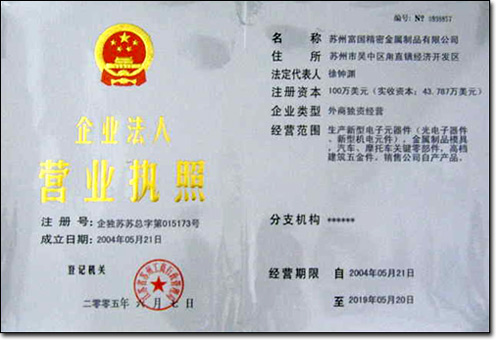 编号: № 0898857
企业法人
营业执照
注 册 号: 企独苏苏总字第015173号
成立日期: 2004年05月21日
登记机关
二零零五年 六 月 七 日
名 称 苏州富国精密金属制品有限公司
住 所 苏州市吴中区甪直镇经济开发区
法定代表人 徐钟渊
注册资本 100万美元（实收资本: 43.787万美元）
企业类型 外商独资经营
经营范围 生产新型电子元器件（光电子器件
、新型机电元件），金属制品模具
，汽车、摩托车关键零部件，高档
建筑五金件，销售公司自产产品。
分支机构 ******
经营期限 自 2004年05月21日
至 2019年05月20日